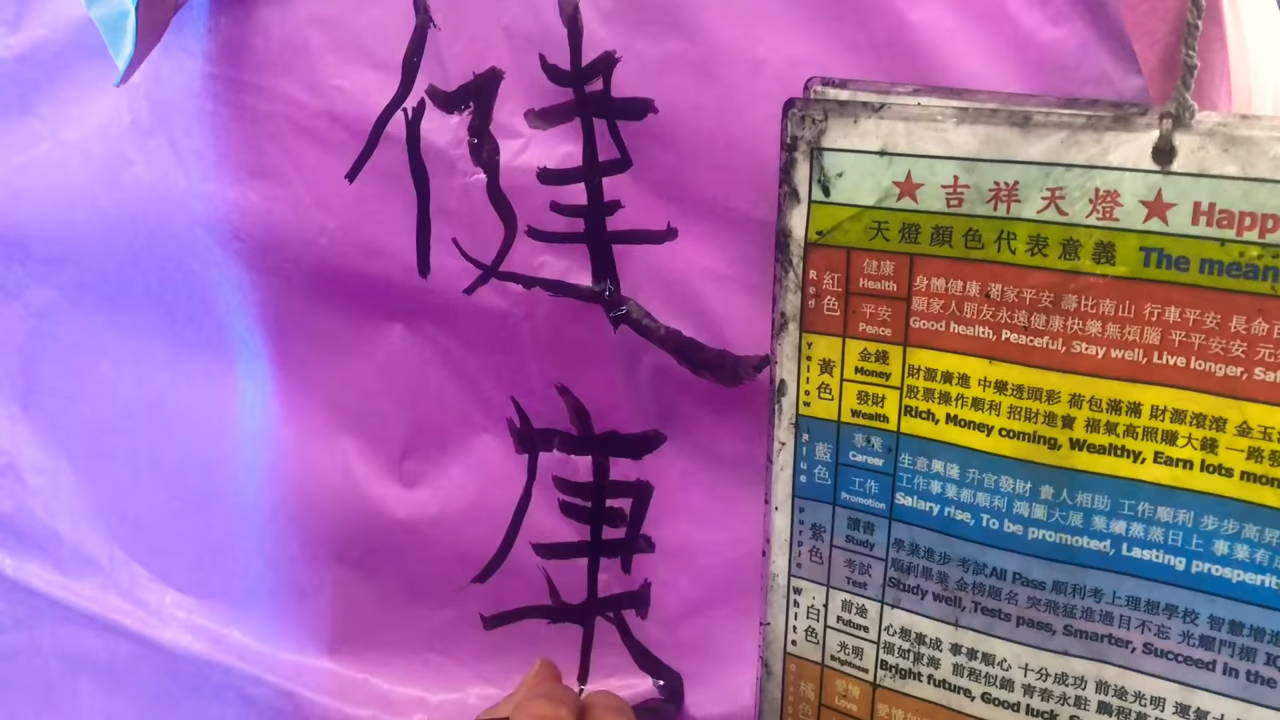 健
康
★吉祥天燈★ Happ
天燈顏色代表意義 The mean
Red 紅色
健康 Health
平安 Peace
身體健康 闔家平安 壽比南山 行車平安 長命
願家人朋友永遠健康快樂無煩腦 平平安安
Good health, Peaceful, Stay well, Live longer, Saf
Yellow 黃色
金錢 Money
發財 Wealth
財源廣進 中樂透頭彩 荷包滿滿 財源滾滾 金玉
股票操作順利 招財進寶 福氣高照賺大錢 一路發
Rich, Money coming, Wealthy, Earn lots mon
Blue 藍色
事業 Career
工作 Promotion
生意興隆 升官發財 貴人相助 工作順利 步步高昇
工作事業都順利 鴻圖大展 業績蒸蒸日上 事業有
Salary rise, To be promoted, Lasting prosperit
Purple 紫色
讀書 Study
考試 Test
學業進步 考試All Pass 順利考上理想學校 智慧增進
順利畢業 金榜題名 突飛猛進過目不忘 光耀門楣 IQ
Study well, Tests pass, Smarter, Succeed in the
White 白色
前途 Future
光明 Brightness
心想事成 事事順心 十分成功 前途光明 運氣
福如東海 前程似錦 青春永駐 鵬程萬
Bright future, Good luck
Orange 橘色
愛情 Love
愛情